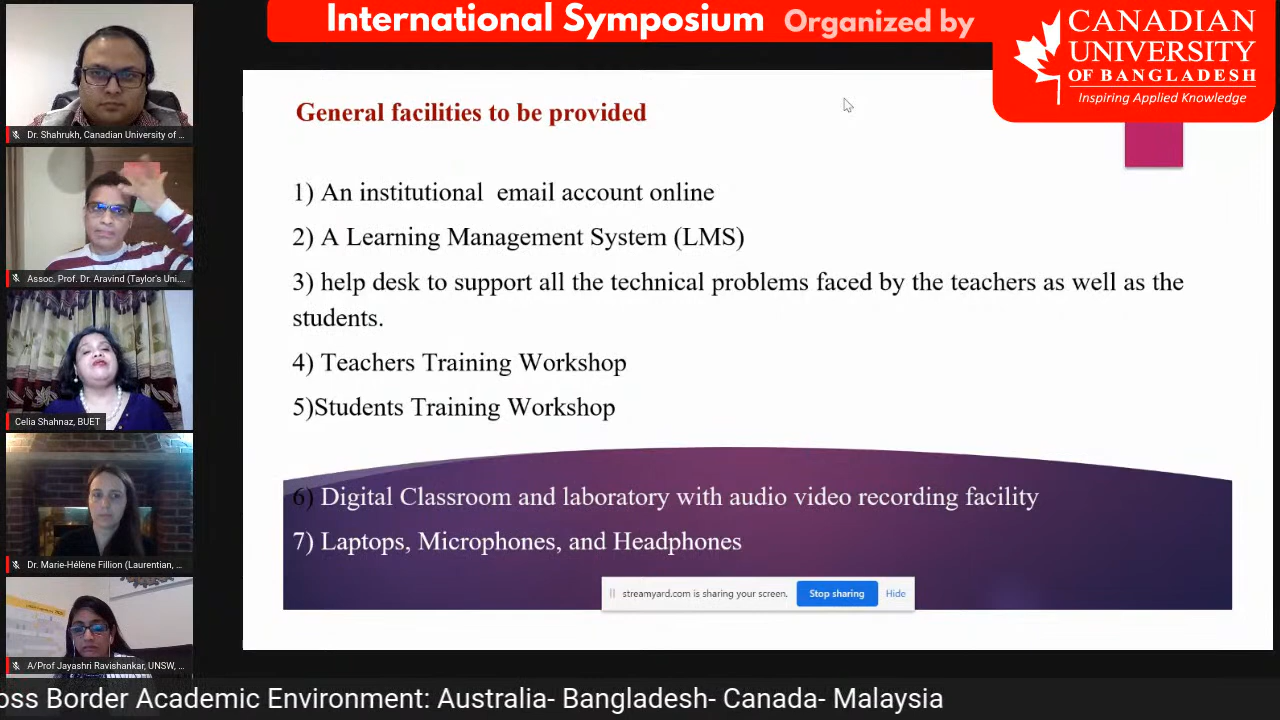 International Symposium Organized by
CANADIAN
UNIVERSITY
OF BANGLADESH
Inspiring Applied Knowledge
General facilities to be provided
1) An institutional email account online
2) A Learning Management System (LMS)
3) help desk to support all the technical problems faced by the teachers as well as the
students.
4) Teachers Training Workshop
5)Students Training Workshop
6) Digital Classroom and laboratory with audio video recording facility
7) Laptops, Microphones, and Headphones
streamyard.com is sharing your screen. Stop sharing Hide
Dr. Shahrukh, Canadian University of ...
Assoc. Prof. Dr. Aravind (Taylor's Uni....
Celia Shahnaz, BUET
Dr. Marie-Hélène Fillion (Laurentian, ...
A/Prof Jayashri Ravishankar, UNSW, ...
oss Border Academic Environment: Australia- Bangladesh- Canada- Malaysia